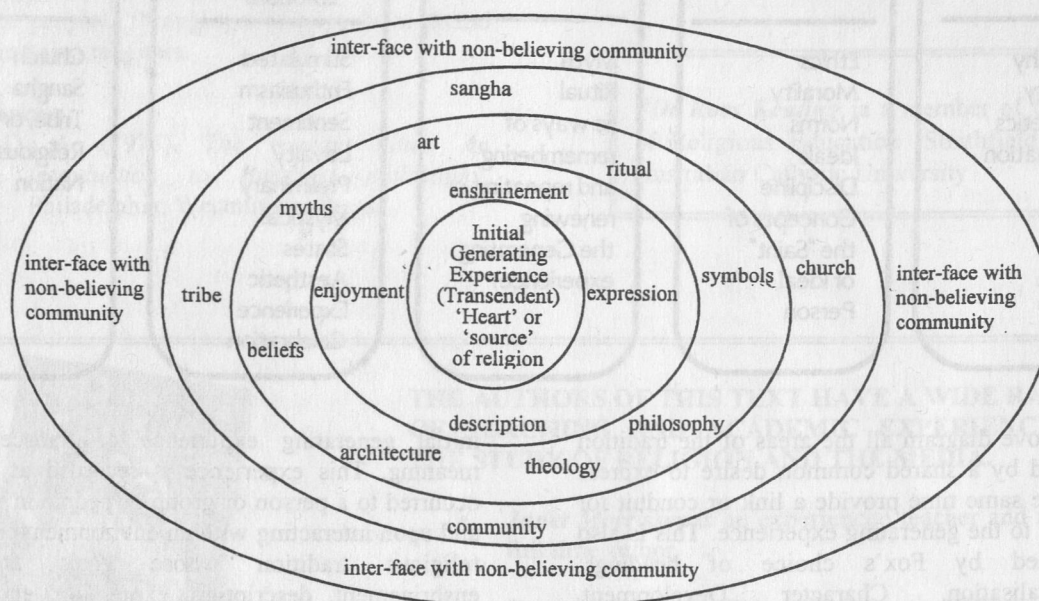 inter-face with non-believing community
sangha
art
ritual
enshrinement
myths
Initial
Generating
Experience
(Transendent)
‘Heart’ or
‘source’
of religion
inter-face with
non-believing
community
tribe
enjoyment
expression
symbols
church
inter-face with
non-believing
community
beliefs
description
philosophy
architecture
theology
community
inter-face with non-believing community